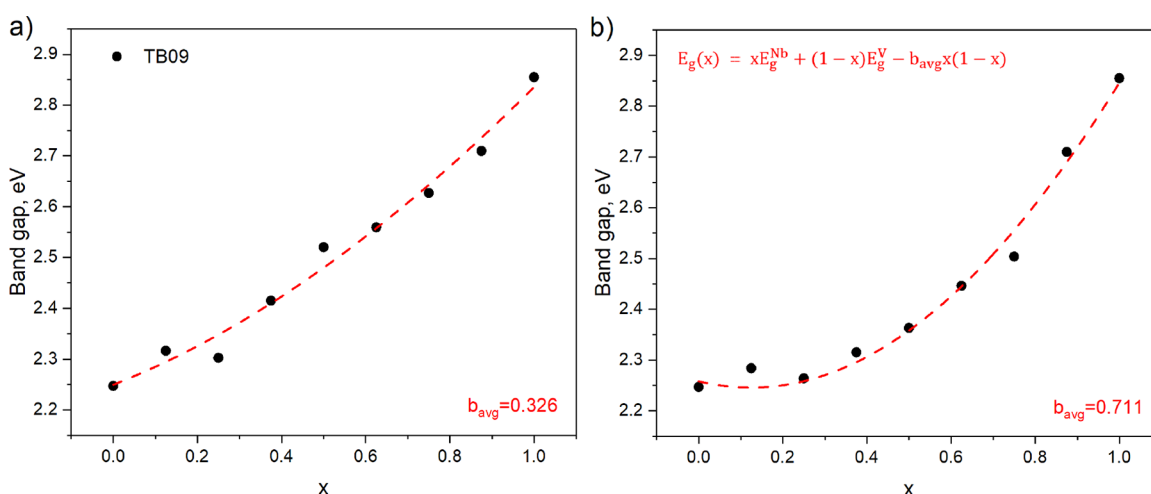 a)
TB09
2.9
2.8
2.7
2.6
2.5
2.4
2.3
2.2
Band gap, eV
b_avg=0.326
0.0 0.2 0.4 0.6 0.8 1.0
x
b)
E_g(x) = xE_g^Nb + (1 − x)E_g^V − b_avg x(1 − x)
2.9
2.8
2.7
2.6
2.5
2.4
2.3
2.2
2.1
Band gap, eV
b_avg=0.711
0.0 0.2 0.4 0.6 0.8 1.0
x